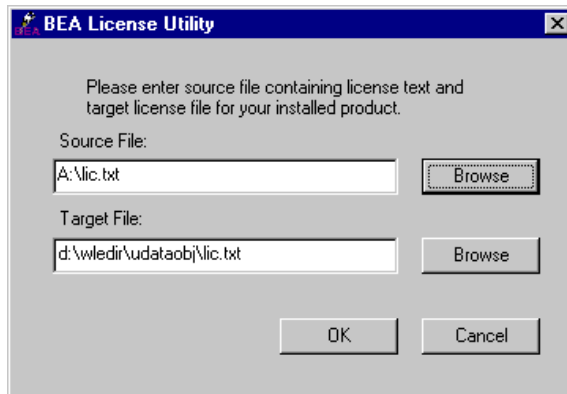 BEA License Utility
Please enter source file containing license text and
target license file for your installed product.
Source File:
A:\lic.txt
Browse
Target File:
d:\wledir\udataobj\lic.txt
Browse
OK
Cancel